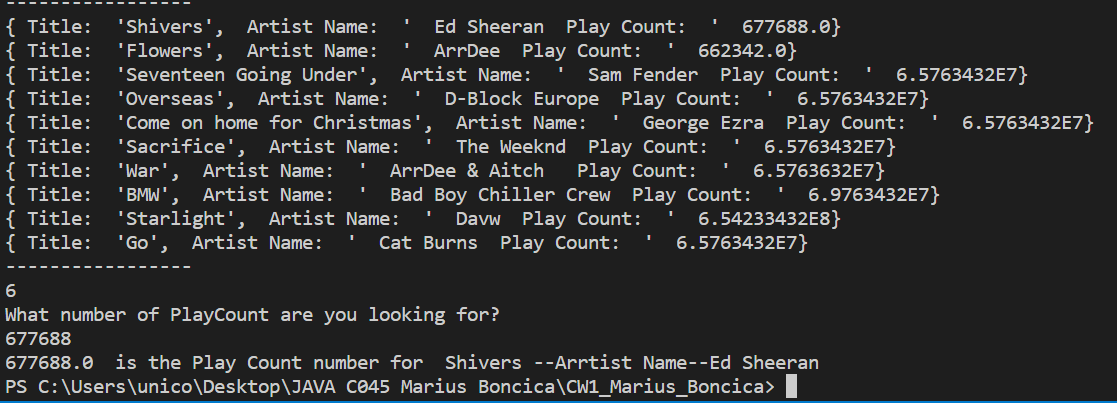 -----------------
{ Title:  'Shivers',  Artist Name:  '  Ed Sheeran  Play Count:  '  677688.0}
{ Title:  'Flowers',  Artist Name:  '  ArrDee  Play Count:  '  662342.0}
{ Title:  'Seventeen Going Under',  Artist Name:  '  Sam Fender  Play Count:  '  6.5763432E7}
{ Title:  'Overseas',  Artist Name:  '  D-Block Europe  Play Count:  '  6.5763432E7}
{ Title:  'Come on home for Christmas',  Artist Name:  '  George Ezra  Play Count:  '  6.5763432E7}
{ Title:  'Sacrifice',  Artist Name:  '  The Weeknd  Play Count:  '  6.5763432E7}
{ Title:  'War',  Artist Name:  '  ArrDee & Aitch   Play Count:  '  6.5763632E7}
{ Title:  'BMW',  Artist Name:  '  Bad Boy Chiller Crew  Play Count:  '  6.9763432E7}
{ Title:  'Starlight',  Artist Name:  '  Davw  Play Count:  '  6.54233432E8}
{ Title:  'Go',  Artist Name:  '  Cat Burns  Play Count:  '  6.5763432E7}
-----------------
6
What number of PlayCount are you looking for?
677688
677688.0  is the Play Count number for  Shivers --Arrtist Name--Ed Sheeran
PS C:\Users\unico\Desktop\JAVA C045 Marius Boncica\CW1_Marius_Boncica>